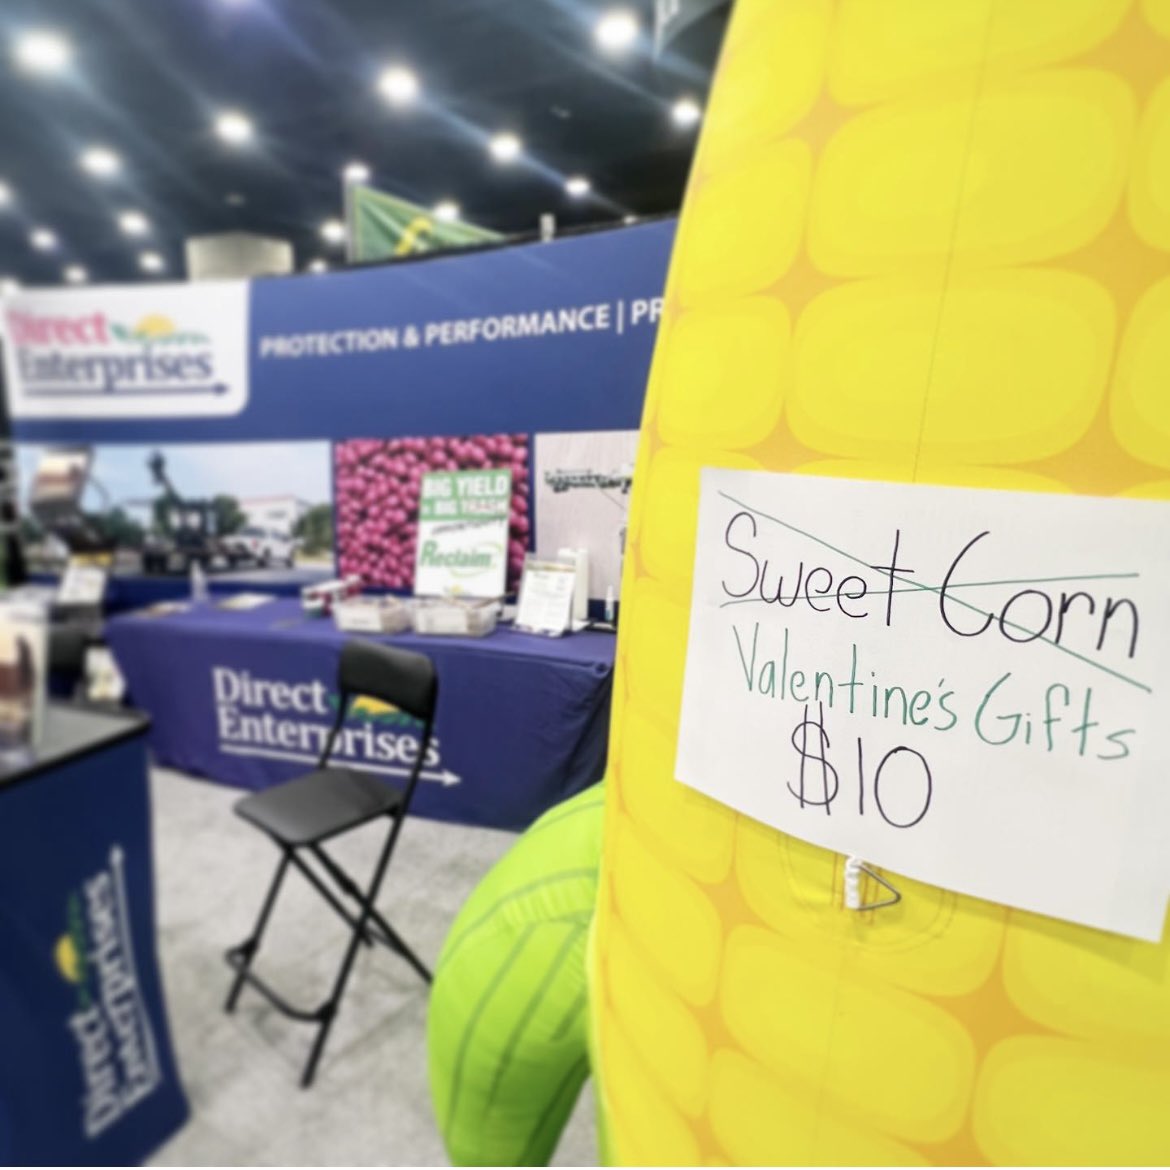 Direct
Enterprises
PROTECTION & PERFORMANCE | PR
BIG YIELD
BIG TRASH
Reclaim
Direct
Enterprises
Direct
Enterprises
Sweet Corn
Valentine's Gifts
$10